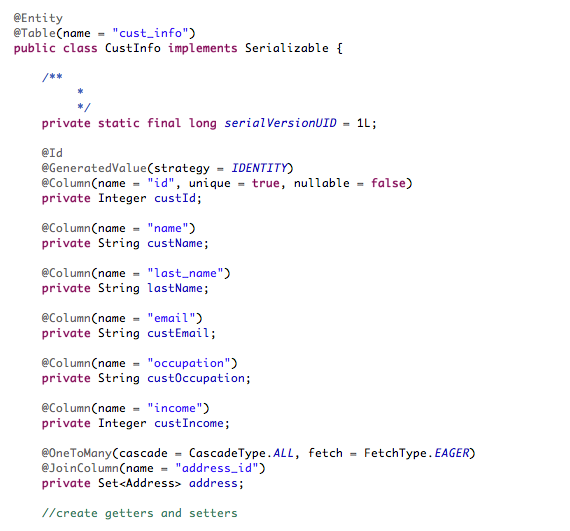 @Entity
@Table(name = "cust_info")
public class CustInfo implements Serializable {
/**
*
*/
private static final long serialVersionUID = 1L;
@Id
@GeneratedValue(strategy = IDENTITY)
@Column(name = "id", unique = true, nullable = false)
private Integer custId;
@Column(name = "name")
private String custName;
@Column(name = "last_name")
private String lastName;
@Column(name = "email")
private String custEmail;
@Column(name = "occupation")
private String custOccupation;
@Column(name = "income")
private Integer custIncome;
@OneToMany(cascade = CascadeType.ALL, fetch = FetchType.EAGER)
@JoinColumn(name = "address_id")
private Set<Address> address;
//create getters and setters